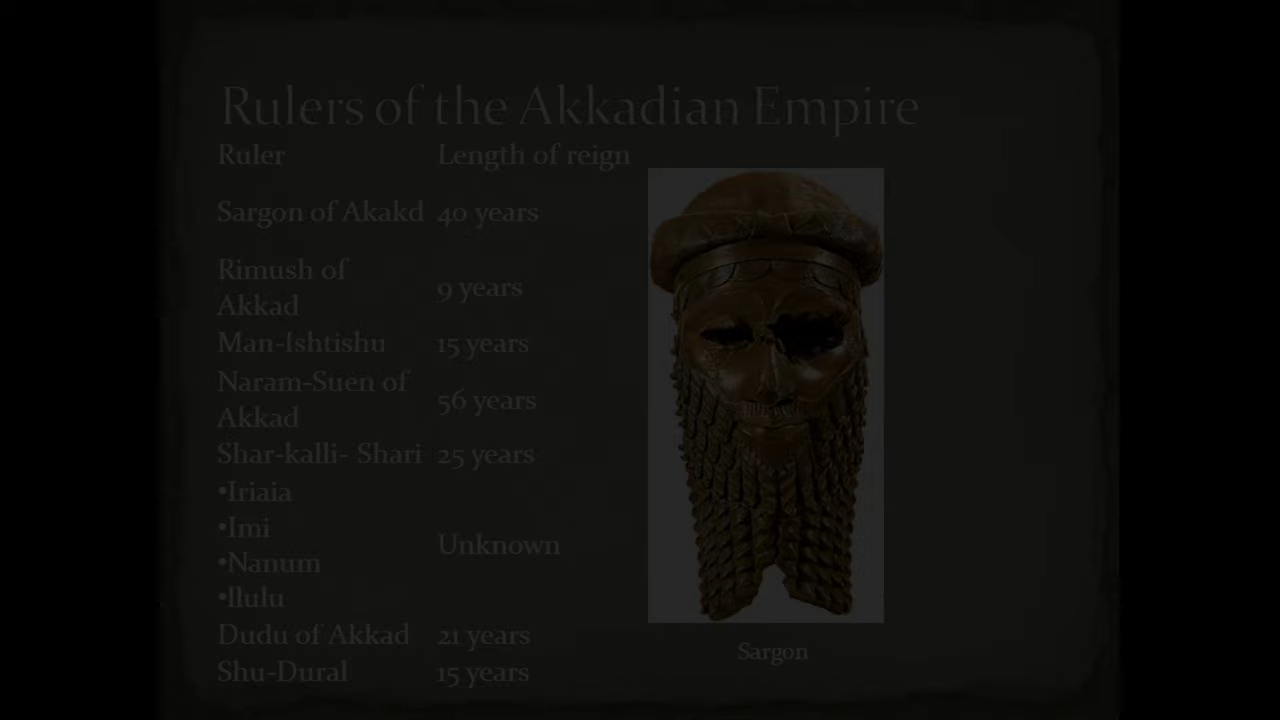 Rulers of the Akkadian Empire
Ruler Length of reign
Sargon of Akakd 40 years
Rimush of
Akkad
9 years
Man-Ishtishu 15 years
Naram-Suen of
Akkad
56 years
Shar-kalli- Shari 25 years
•Iriaia
•Imi
•Nanum
•Ilulu
Unknown
Dudu of Akkad 21 years
Shu-Dural 15 years
Sargon